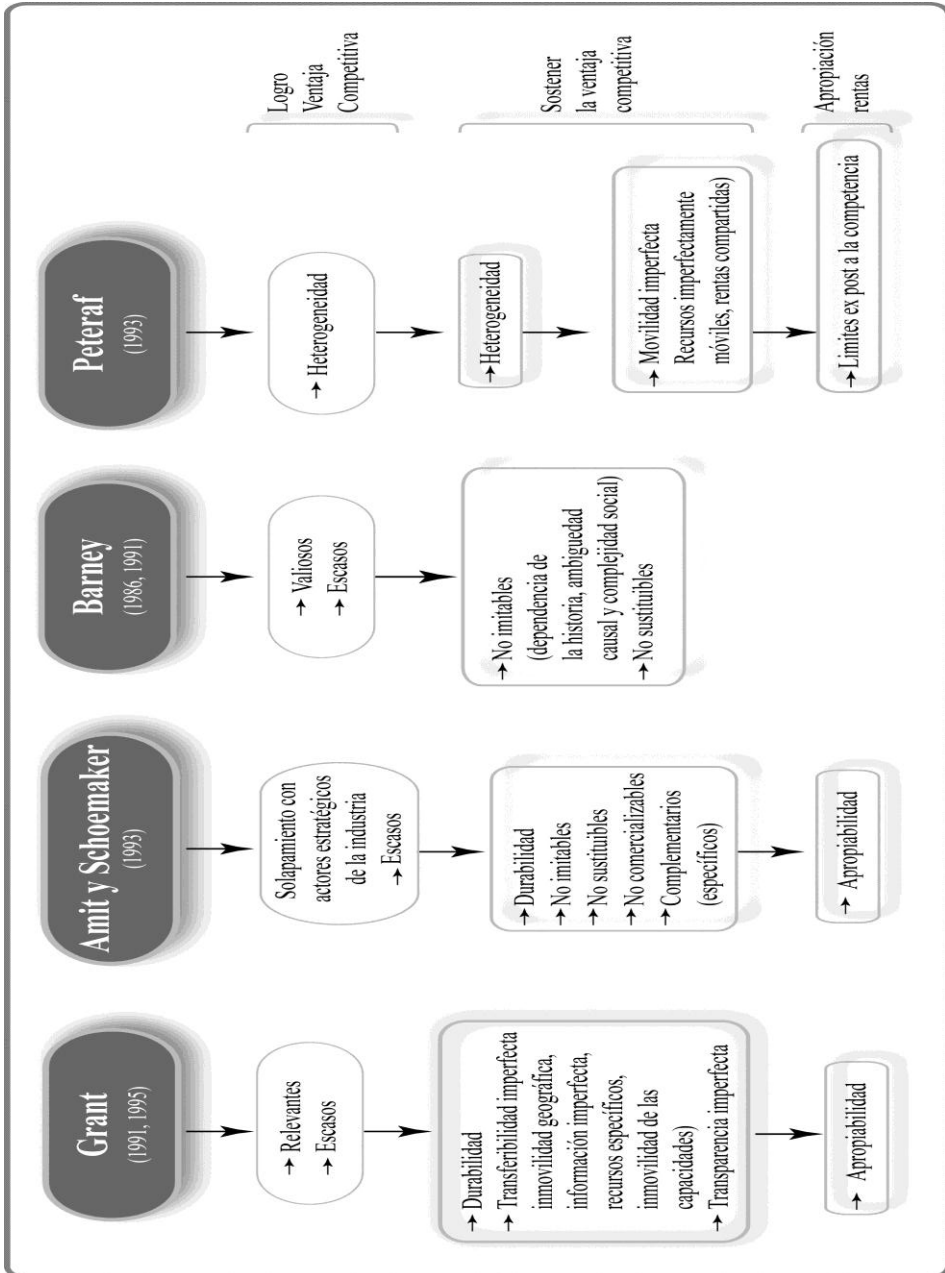 Grant
(1991, 1995)
→ Relevantes
→ Escasos
→ Durabilidad
→ Transferibilidad imperfecta
inmovilidad geográfica,
información imperfecta,
recursos específicos,
inmovilidad de las
capacidades)
→ Transparencia imperfecta
→ Apropiabilidad
Amit y Schoemaker
(1993)
Solapamiento con
actores estratégicos
de la industria
→ Escasos
→ Durabilidad
→ No imitables
→ No sustituibles
→ No comercializables
→ Complementarios
(específicos)
→ Apropiabilidad
Barney
(1986, 1991)
→ Valiosos
→ Escasos
→ No imitables
(dependencia de
la historia, ambiguedad
causal y complejidad social)
→ No sustituibles
Peteraf
(1993)
→ Heterogeneidad
→ Heterogeneidad
→ Movilidad imperfecta
Recursos imperfectamente
móviles, rentas compartidas)
→ Limites ex post a la competencia
Logro
Ventaja
Competitiva
Sostener
la ventaja
competitiva
Apropiación
rentas